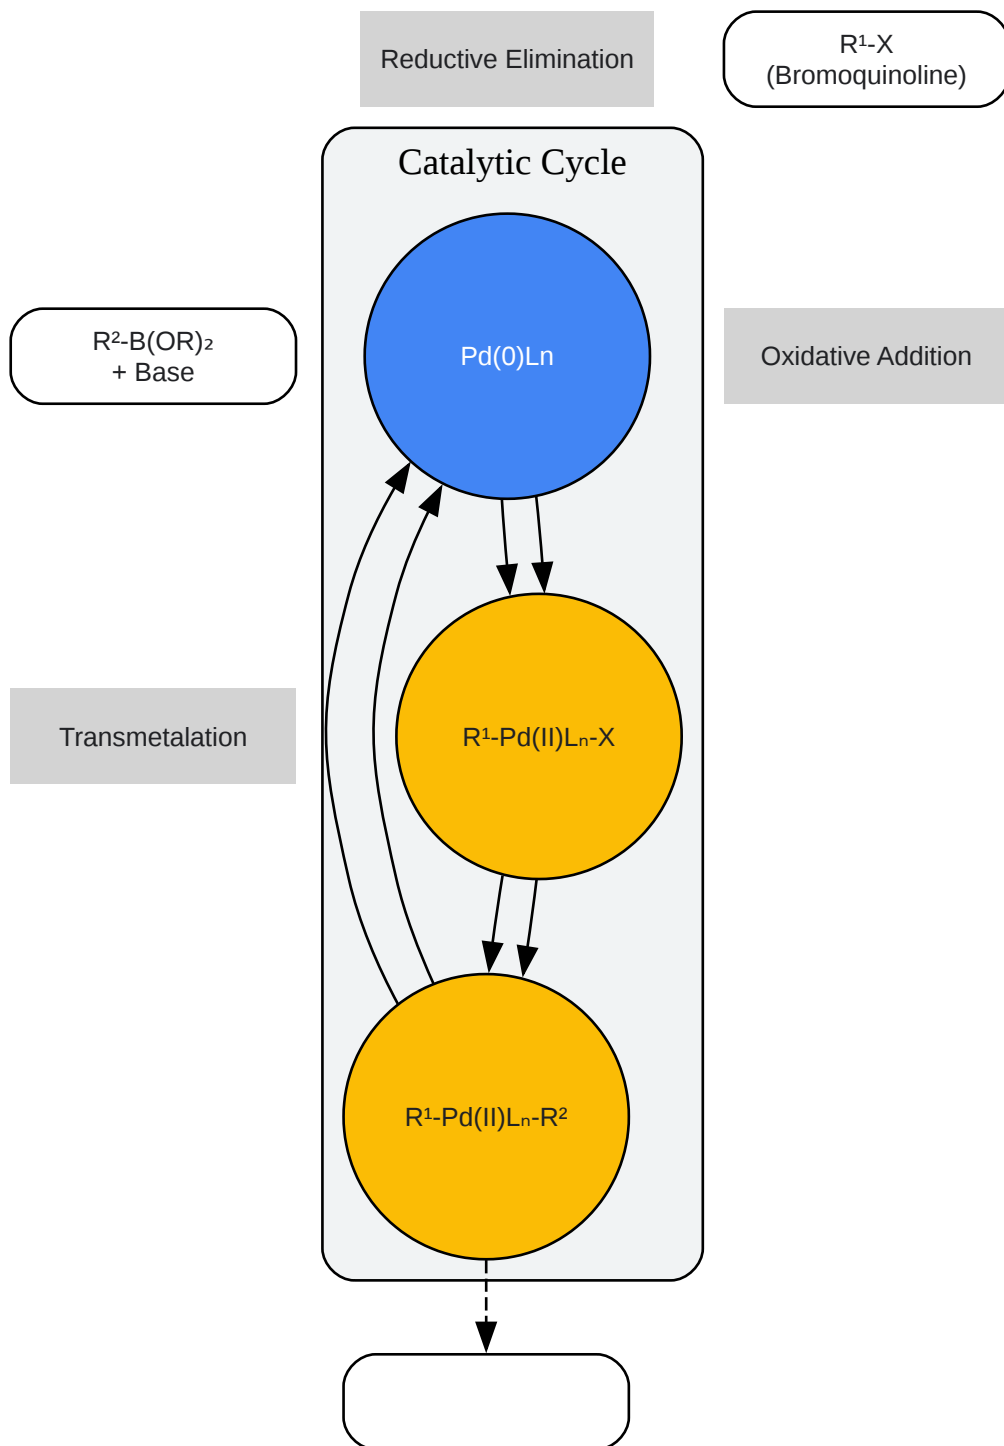 Reductive Elimination
R¹-X
(Bromoquinoline)
Catalytic Cycle
R²-B(OR)₂
+ Base
Pd(0)Ln
Oxidative Addition
Transmetalation
R¹-Pd(II)Lₙ-X
R¹-Pd(II)Lₙ-R²